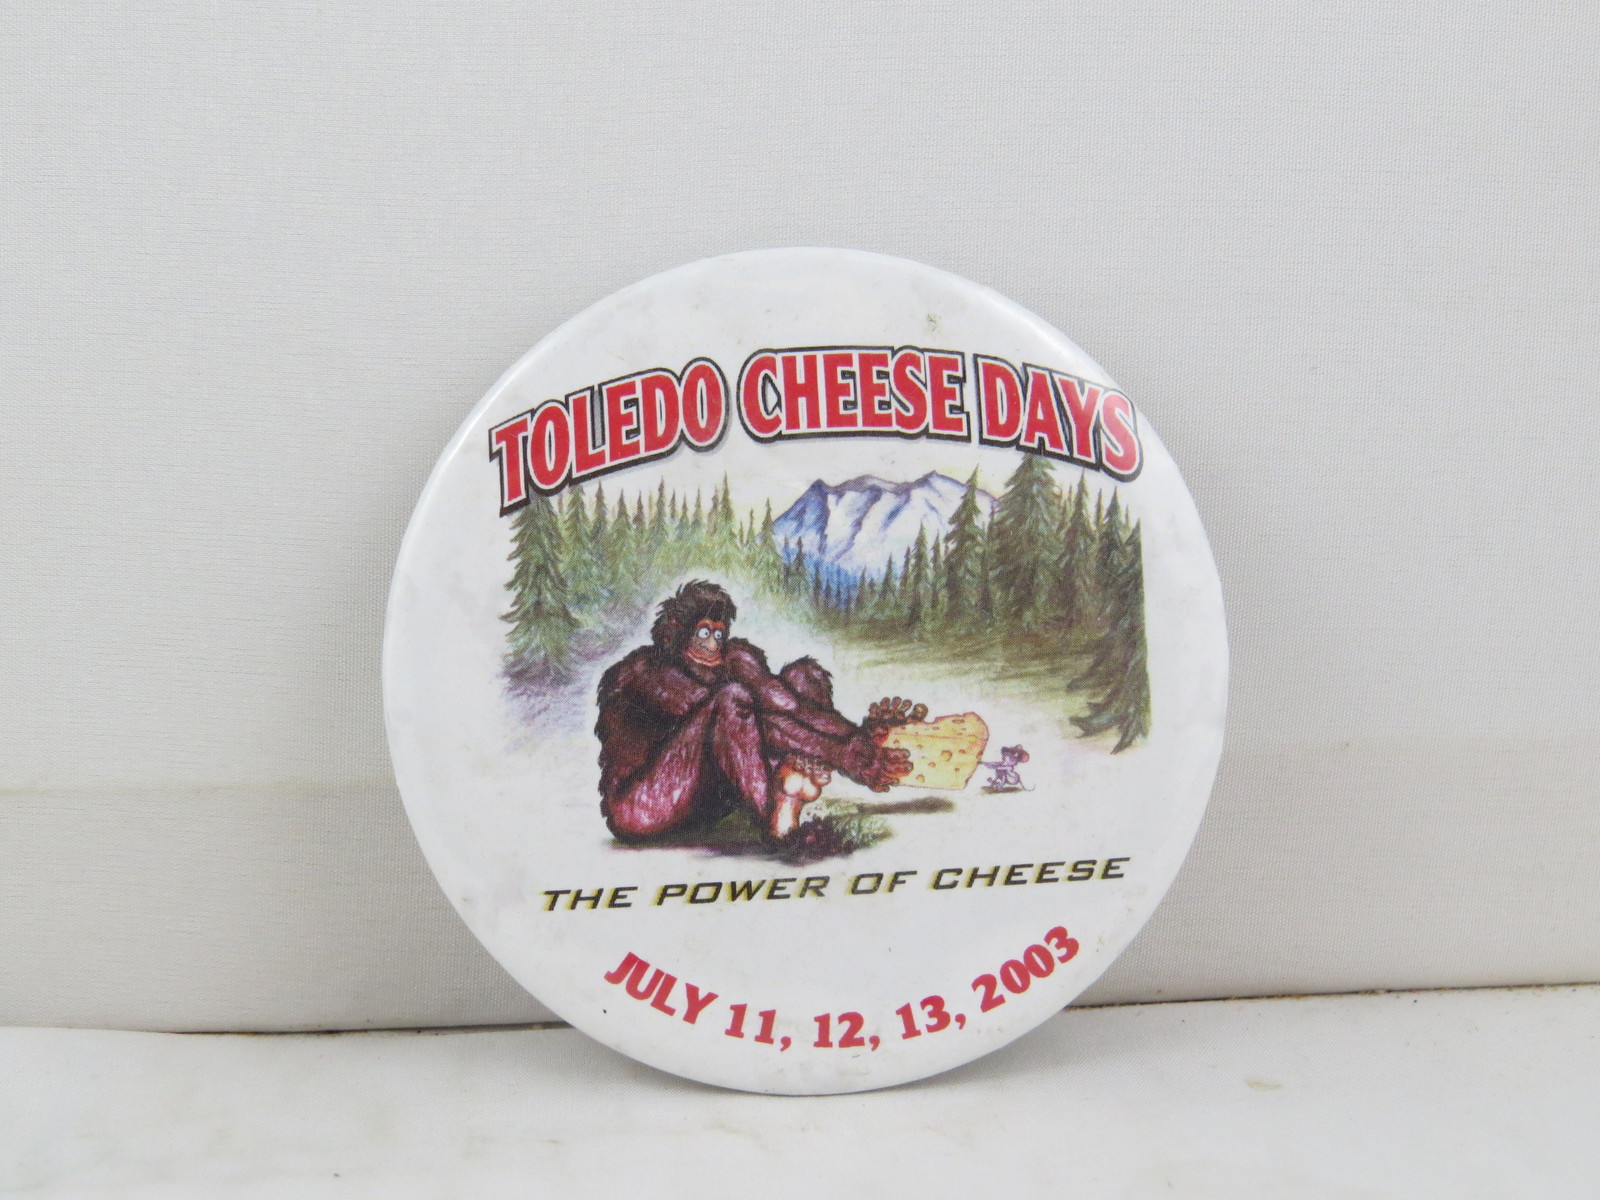 TOLEDO CHEESE DAYS
THE POWER OF CHEESE
JULY 11, 12, 13, 2003